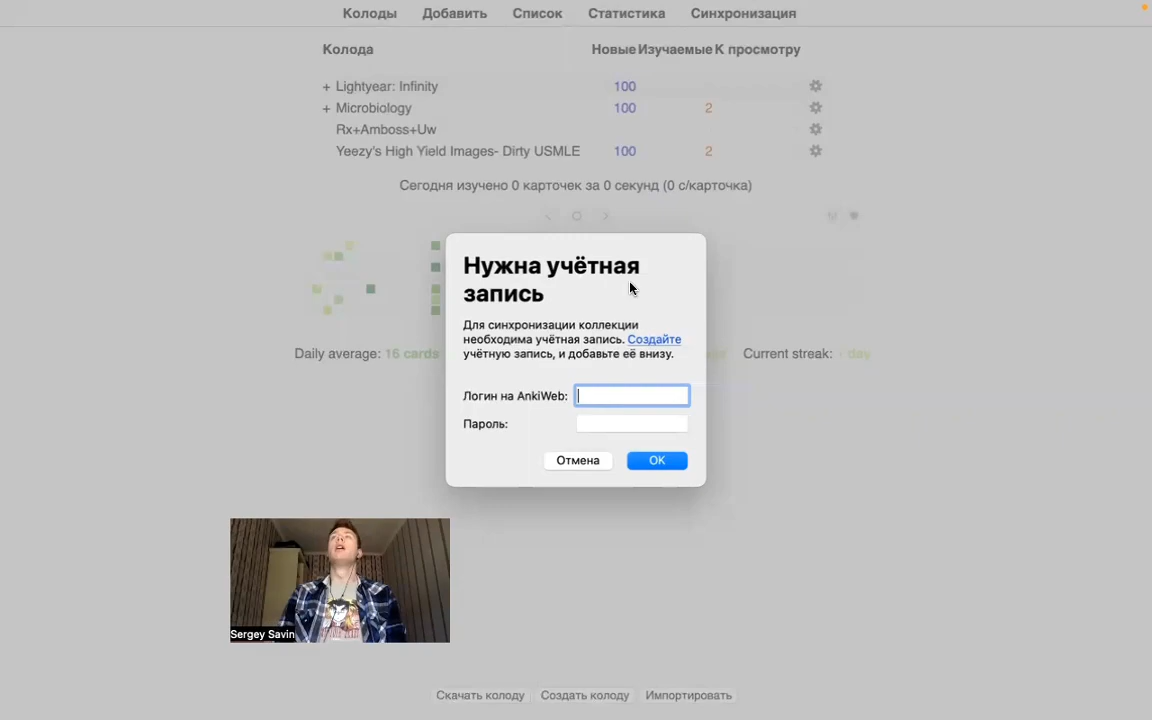 Колоды Добавить Список Статистика Синхронизация
Колода Новые Изучаемые К просмотру
+ Lightyear: Infinity 100
+ Microbiology 100 2
Rx+Amboss+Uw
Yeezy's High Yield Images- Dirty USMLE 100 2
Сегодня изучено 0 карточек за 0 секунд (0 с/карточка)
Нужна учётная
запись
Для синхронизации коллекции
необходима учётная запись. Создайте
учётную запись, и добавьте её внизу.
Daily average: 16 cards Current streak: day
Логин на AnkiWeb:
Пароль:
Отмена OK
Sergey Savin
Скачать колоду Создать колоду Импортировать